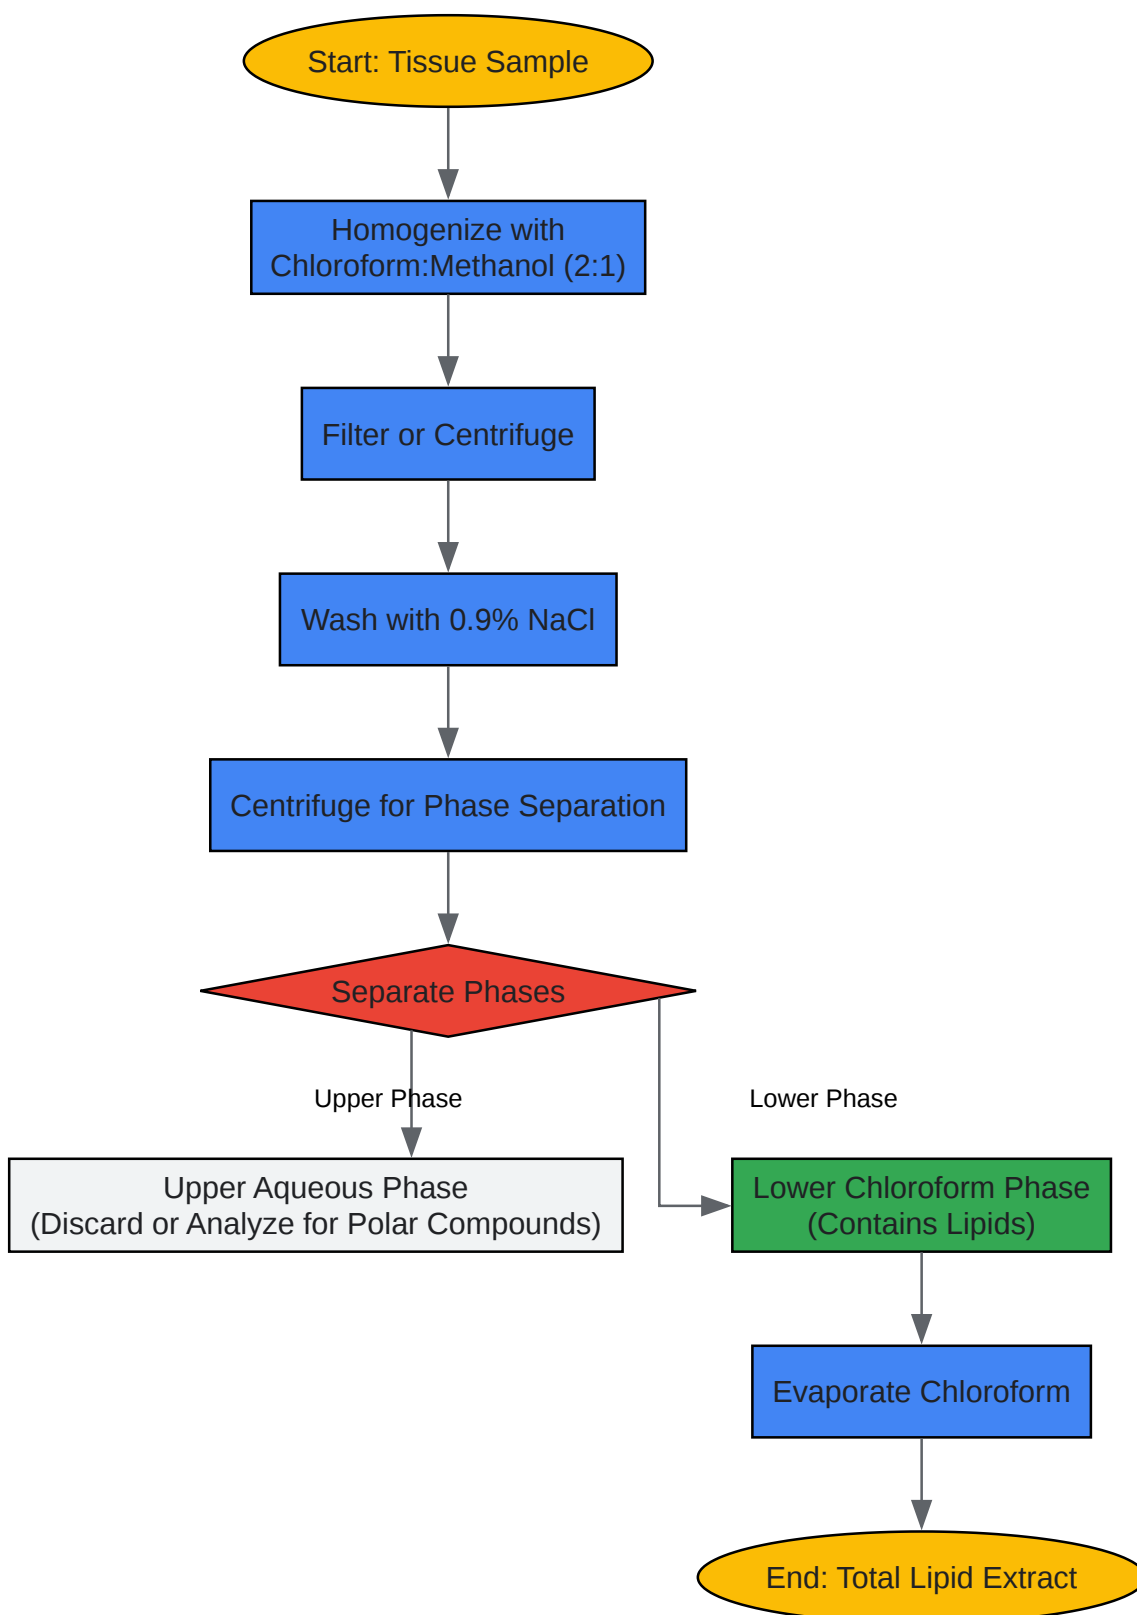 Start: Tissue Sample
Homogenize with
Chloroform:Methanol (2:1)
Filter or Centrifuge
Wash with 0.9% NaCl
Centrifuge for Phase Separation
Separate Phases
Upper Phase
Lower Phase
Upper Aqueous Phase
(Discard or Analyze for Polar Compounds)
Lower Chloroform Phase
(Contains Lipids)
Evaporate Chloroform
End: Total Lipid Extract